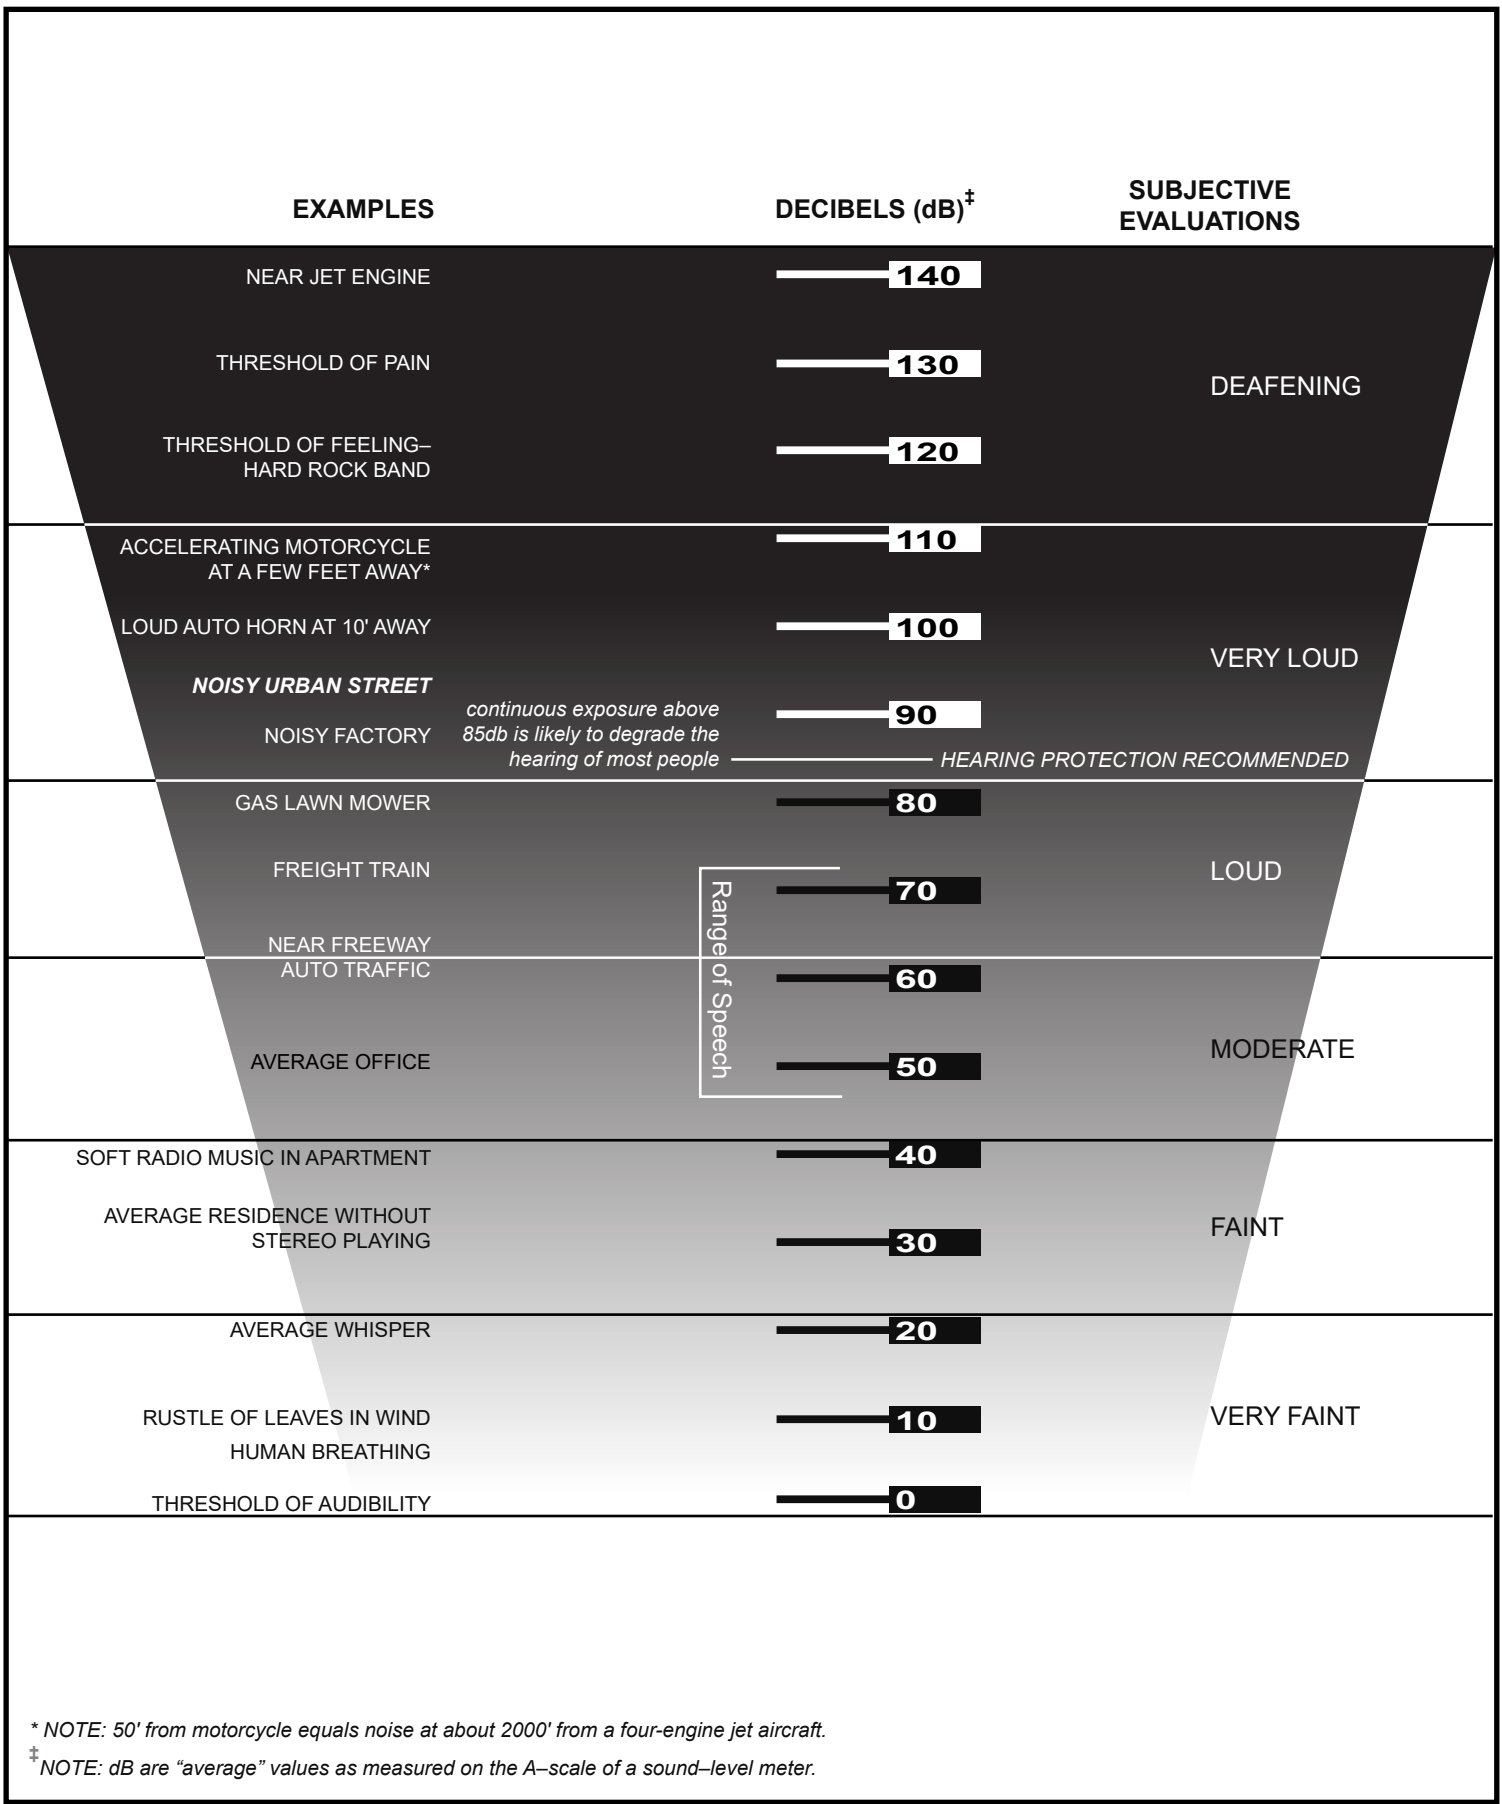 EXAMPLES
DECIBELS (dB)‡
SUBJECTIVE
EVALUATIONS
NEAR JET ENGINE
140
THRESHOLD OF PAIN
130
DEAFENING
THRESHOLD OF FEELING–
HARD ROCK BAND
120
ACCELERATING MOTORCYCLE
AT A FEW FEET AWAY*
110
LOUD AUTO HORN AT 10' AWAY
100
VERY LOUD
NOISY URBAN STREET
NOISY FACTORY
continuous exposure above
85db is likely to degrade the
hearing of most people
90
HEARING PROTECTION RECOMMENDED
GAS LAWN MOWER
80
FREIGHT TRAIN
70
LOUD
Range of Speech
NEAR FREEWAY
AUTO TRAFFIC
60
AVERAGE OFFICE
50
MODERATE
SOFT RADIO MUSIC IN APARTMENT
40
AVERAGE RESIDENCE WITHOUT
STEREO PLAYING
30
FAINT
AVERAGE WHISPER
20
RUSTLE OF LEAVES IN WIND
10
VERY FAINT
HUMAN BREATHING
THRESHOLD OF AUDIBILITY
0
* NOTE: 50' from motorcycle equals noise at about 2000' from a four-engine jet aircraft.
‡NOTE: dB are “average” values as measured on the A–scale of a sound–level meter.